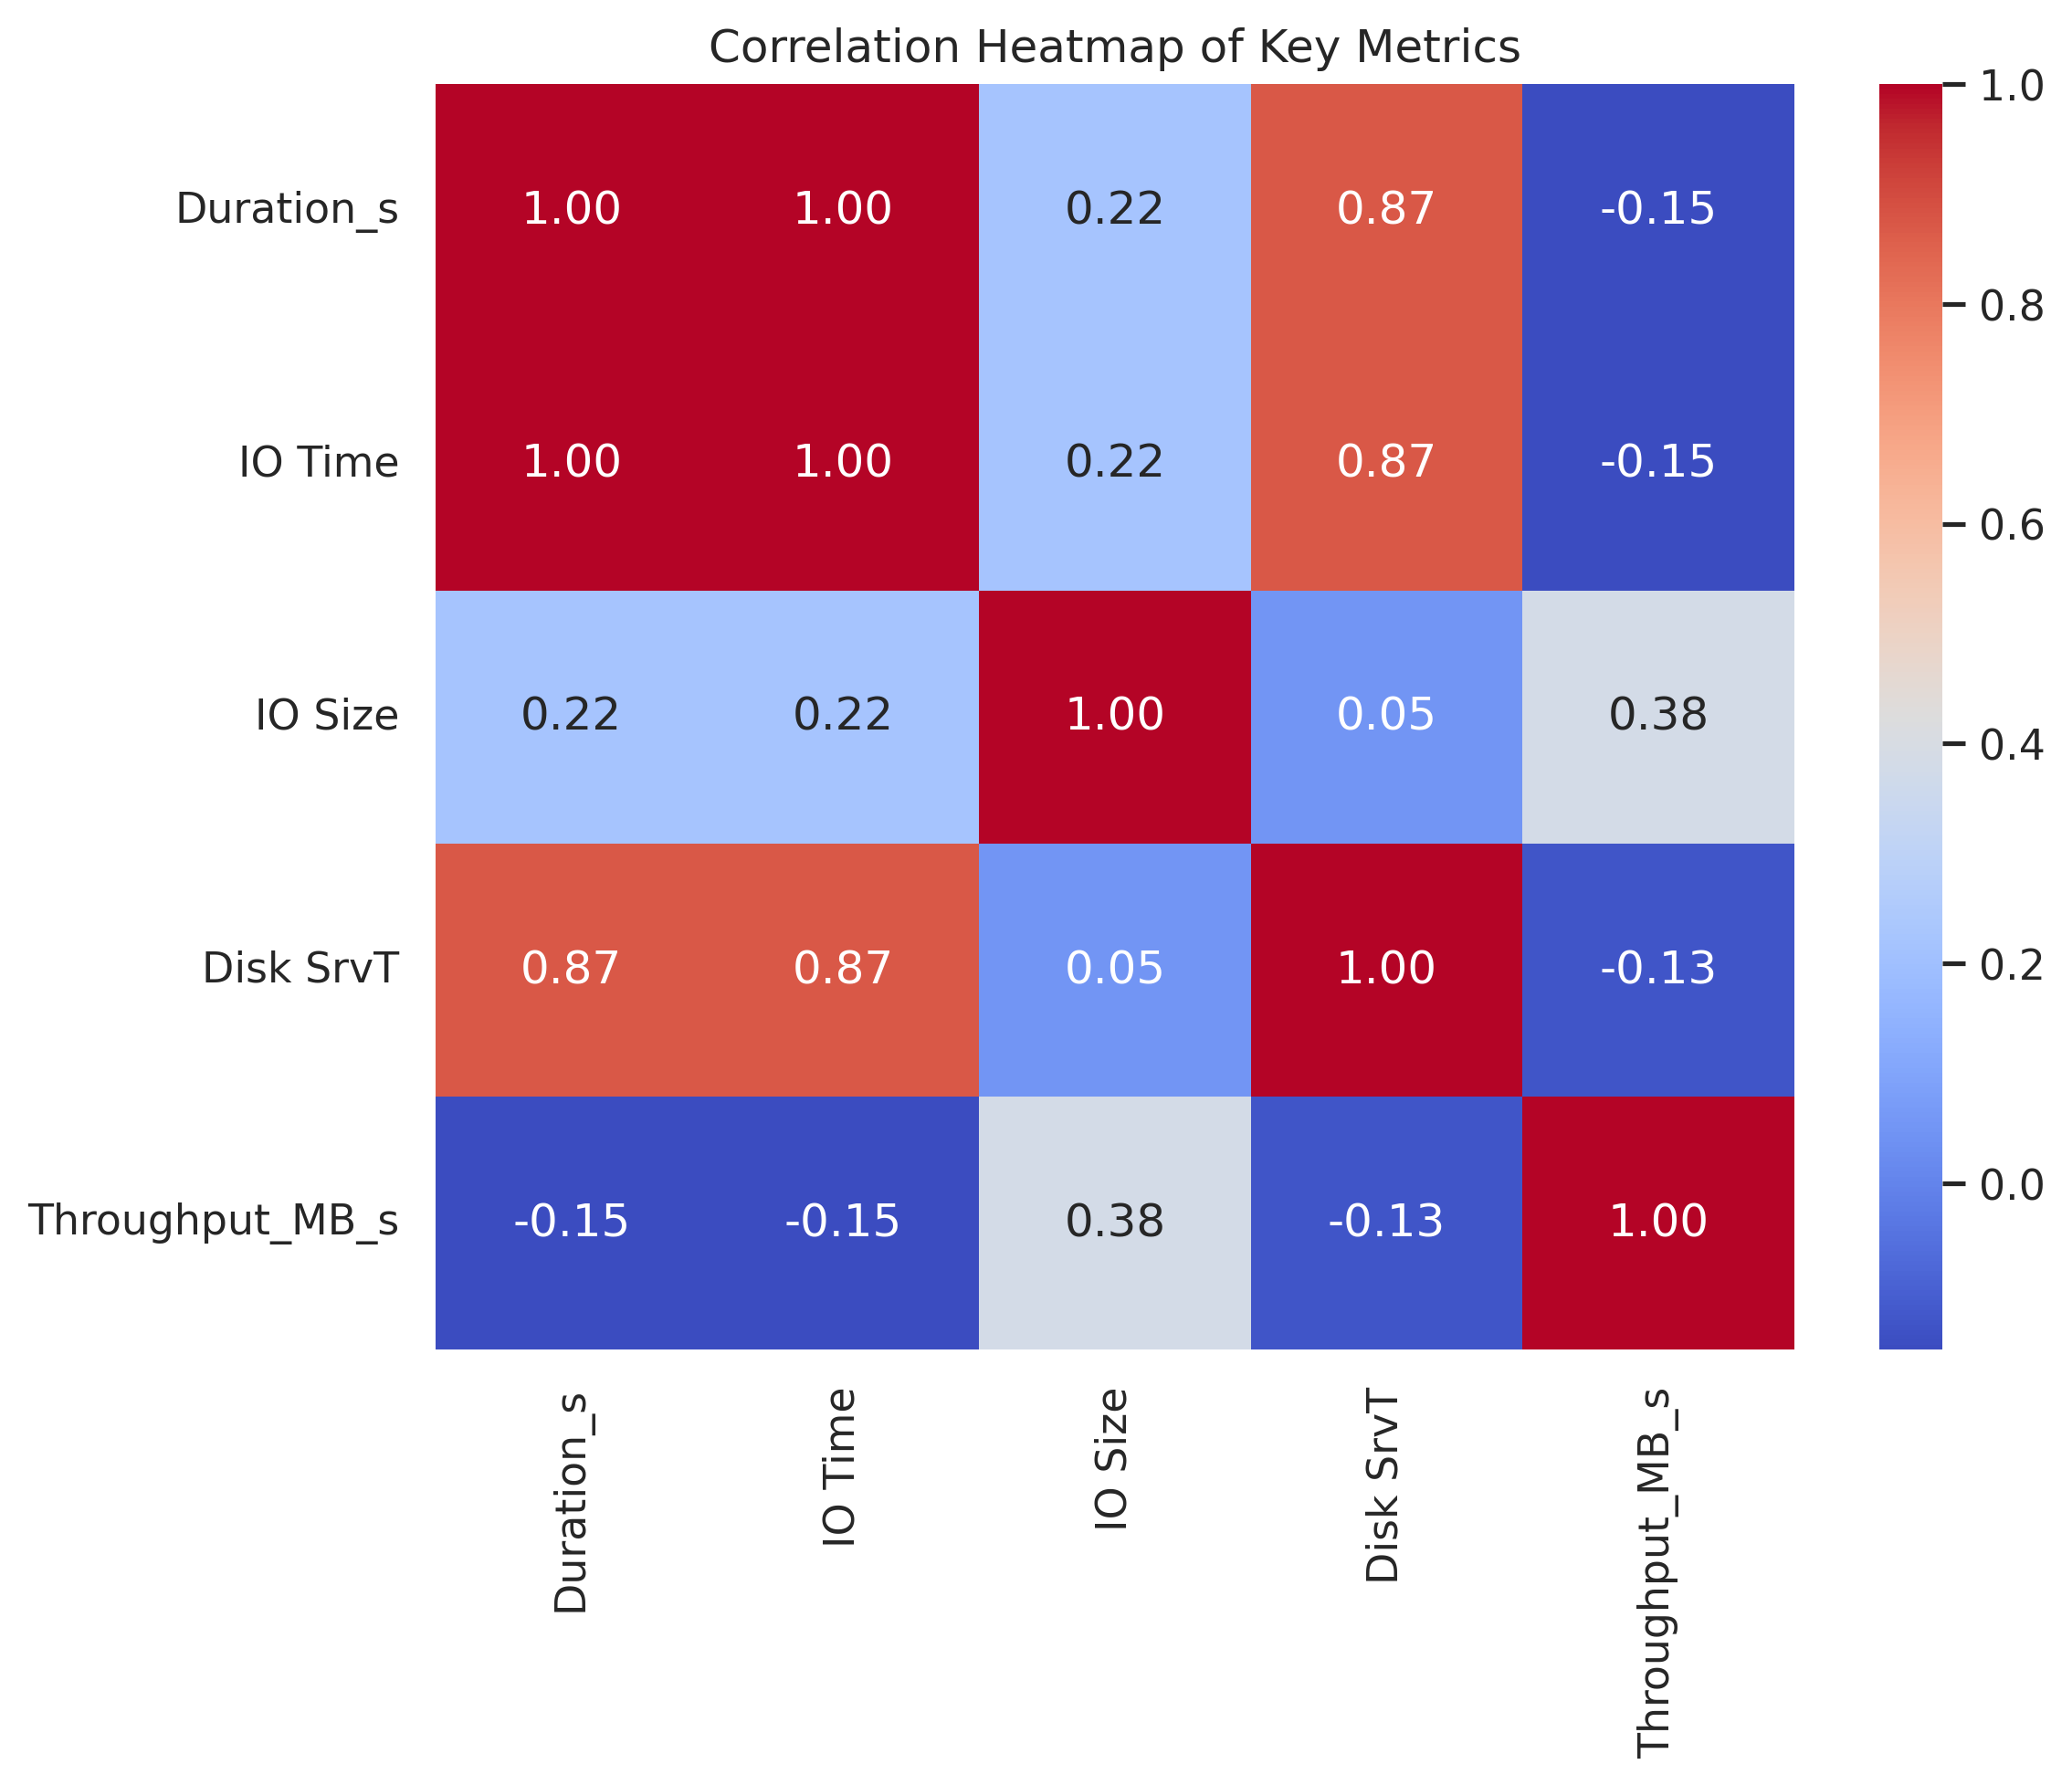 Correlation Heatmap of Key Metrics
Duration_s 1.00 1.00 0.22 0.87 -0.15
IO Time 1.00 1.00 0.22 0.87 -0.15
IO Size 0.22 0.22 1.00 0.05 0.38
Disk SrvT 0.87 0.87 0.05 1.00 -0.13
Throughput_MB_s -0.15 -0.15 0.38 -0.13 1.00
Duration_s
IO Time
IO Size
Disk SrvT
Throughput_MB_s
1.0
0.8
0.6
0.4
0.2
0.0